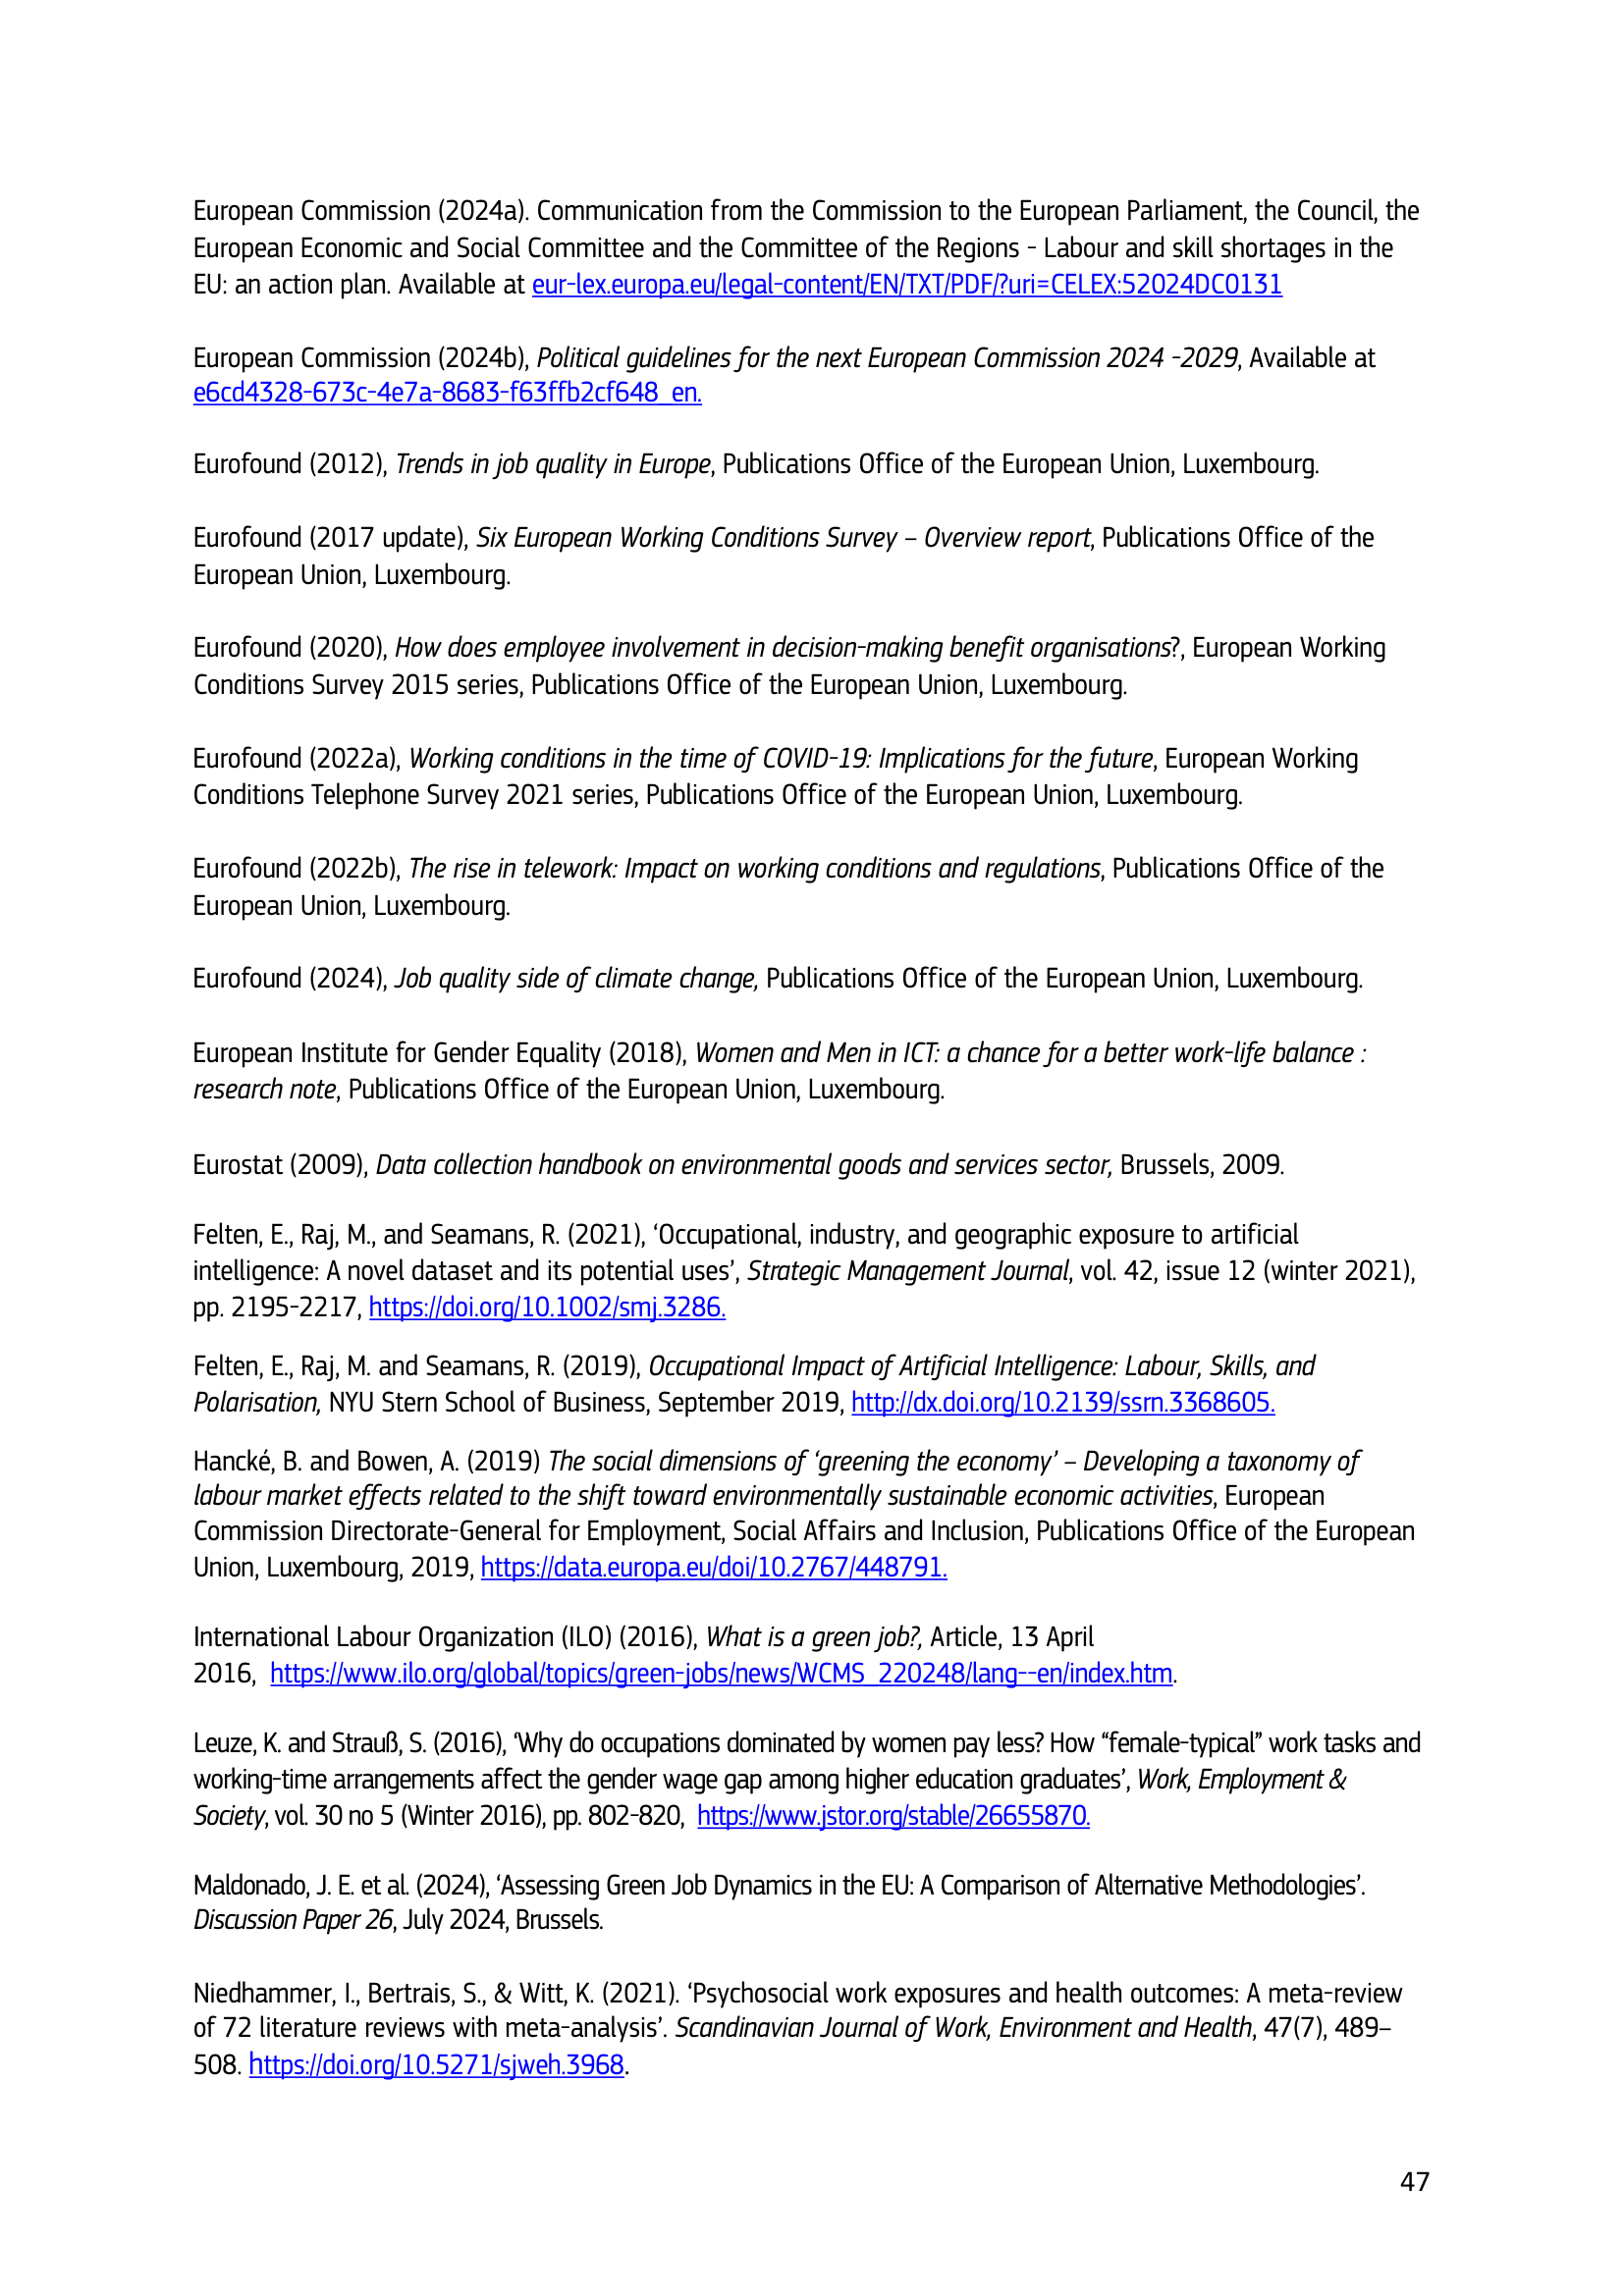 European Commission (2024a). Communication from the Commission to the European Parliament, the Council, the
European Economic and Social Committee and the Committee of the Regions - Labour and skill shortages in the
EU: an action plan. Available at eur-lex.europa.eu/legal-content/EN/TXT/PDF/?uri=CELEX:52024DC0131
European Commission (2024b), Political guidelines for the next European Commission 2024 -2029, Available at
e6cd4328-673c-4e7a-8683-f63ffb2cf648_en.
Eurofound (2012), Trends in job quality in Europe, Publications Office of the European Union, Luxembourg.
Eurofound (2017 update), Six European Working Conditions Survey – Overview report, Publications Office of the
European Union, Luxembourg.
Eurofound (2020), How does employee involvement in decision-making benefit organisations?, European Working
Conditions Survey 2015 series, Publications Office of the European Union, Luxembourg.
Eurofound (2022a), Working conditions in the time of COVID-19: Implications for the future, European Working
Conditions Telephone Survey 2021 series, Publications Office of the European Union, Luxembourg.
Eurofound (2022b), The rise in telework: Impact on working conditions and regulations, Publications Office of the
European Union, Luxembourg.
Eurofound (2024), Job quality side of climate change, Publications Office of the European Union, Luxembourg.
European Institute for Gender Equality (2018), Women and Men in ICT: a chance for a better work-life balance :
research note, Publications Office of the European Union, Luxembourg.
Eurostat (2009), Data collection handbook on environmental goods and services sector, Brussels, 2009.
Felten, E., Raj, M., and Seamans, R. (2021), ‘Occupational, industry, and geographic exposure to artificial
intelligence: A novel dataset and its potential uses’, Strategic Management Journal, vol. 42, issue 12 (winter 2021),
pp. 2195-2217, https://doi.org/10.1002/smj.3286.
Felten, E., Raj, M. and Seamans, R. (2019), Occupational Impact of Artificial Intelligence: Labour, Skills, and
Polarisation, NYU Stern School of Business, September 2019, http://dx.doi.org/10.2139/ssrn.3368605.
Hancké, B. and Bowen, A. (2019) The social dimensions of ‘greening the economy’ – Developing a taxonomy of
labour market effects related to the shift toward environmentally sustainable economic activities, European
Commission Directorate-General for Employment, Social Affairs and Inclusion, Publications Office of the European
Union, Luxembourg, 2019, https://data.europa.eu/doi/10.2767/448791.
International Labour Organization (ILO) (2016), What is a green job?, Article, 13 April
2016, https://www.ilo.org/global/topics/green-jobs/news/WCMS_220248/lang--en/index.htm.
Leuze, K. and Strauß, S. (2016), ‘Why do occupations dominated by women pay less? How “female-typical” work tasks and
working-time arrangements affect the gender wage gap among higher education graduates’, Work, Employment &
Society, vol. 30 no 5 (Winter 2016), pp. 802-820, https://www.jstor.org/stable/26655870.
Maldonado, J. E. et al. (2024), ‘Assessing Green Job Dynamics in the EU: A Comparison of Alternative Methodologies’.
Discussion Paper 26, July 2024, Brussels.
Niedhammer, I., Bertrais, S., & Witt, K. (2021). ‘Psychosocial work exposures and health outcomes: A meta-review
of 72 literature reviews with meta-analysis’. Scandinavian Journal of Work, Environment and Health, 47(7), 489–
508. https://doi.org/10.5271/sjweh.3968.
47